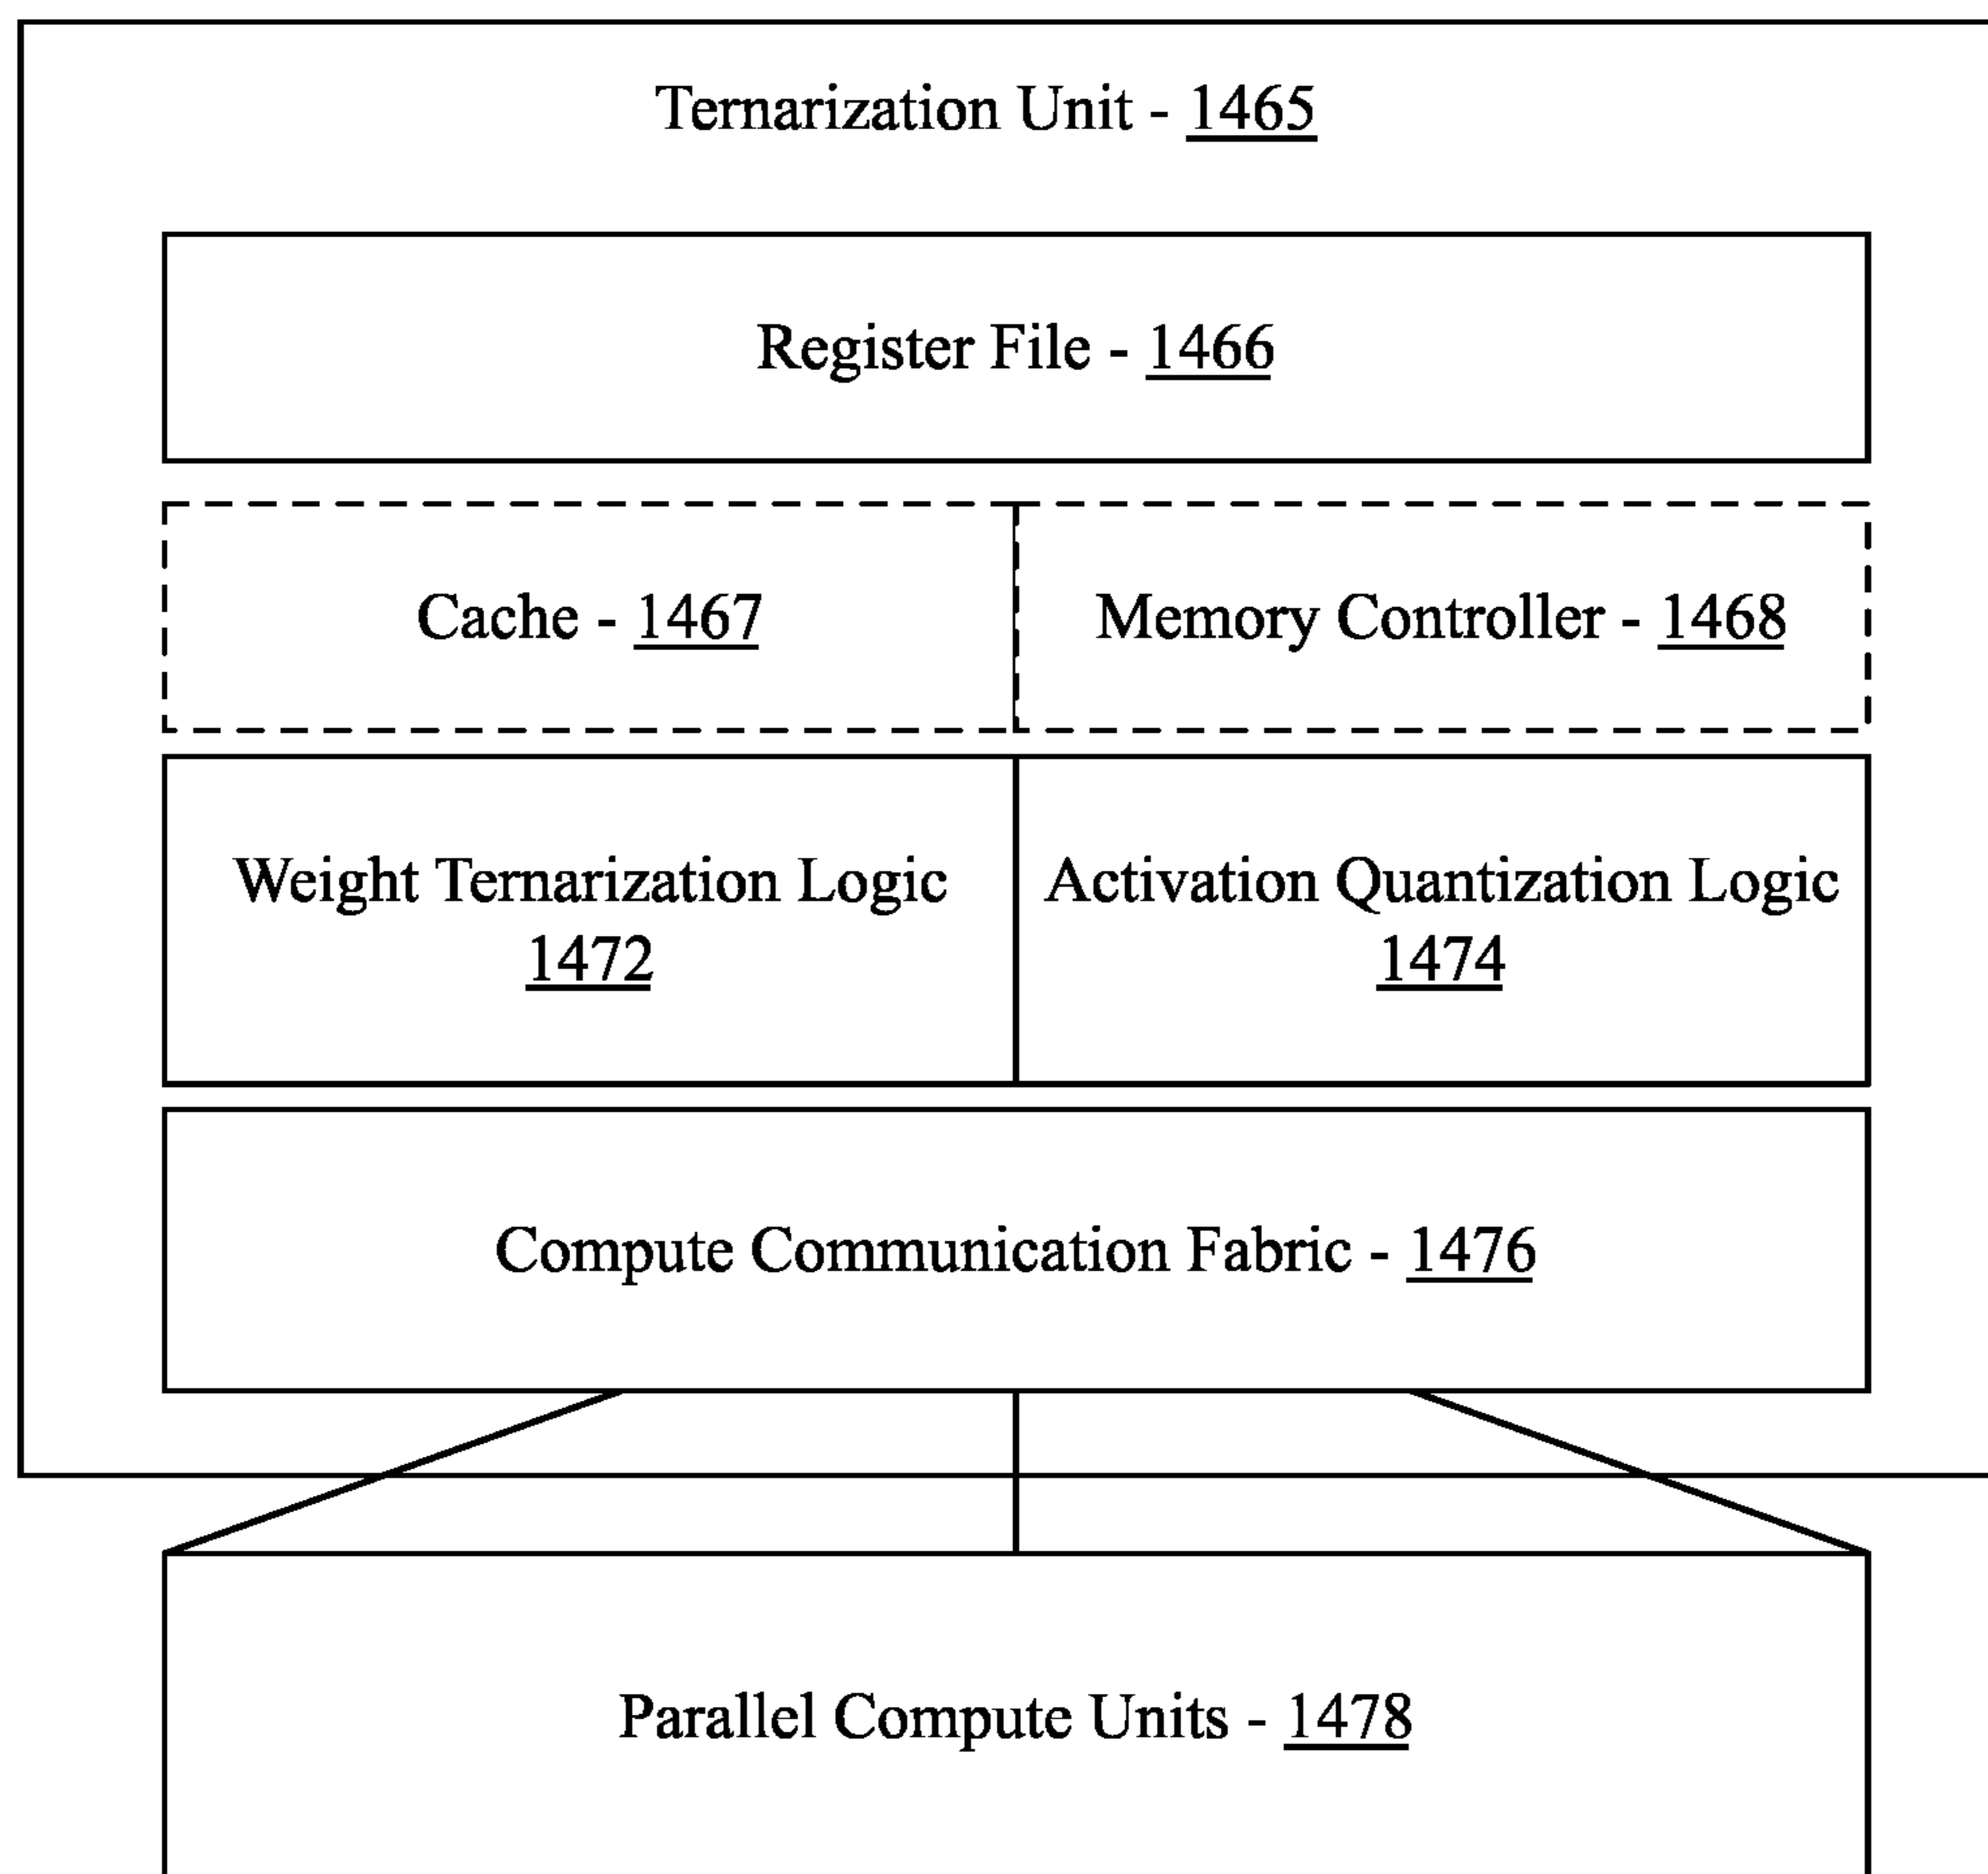 Ternarization Unit - 1465
Register File - 1466
Cache - 1467
Memory Controller - 1468
Weight Ternarization Logic
1472
Activation Quantization Logic
1474
Compute Communication Fabric - 1476
Parallel Compute Units - 1478